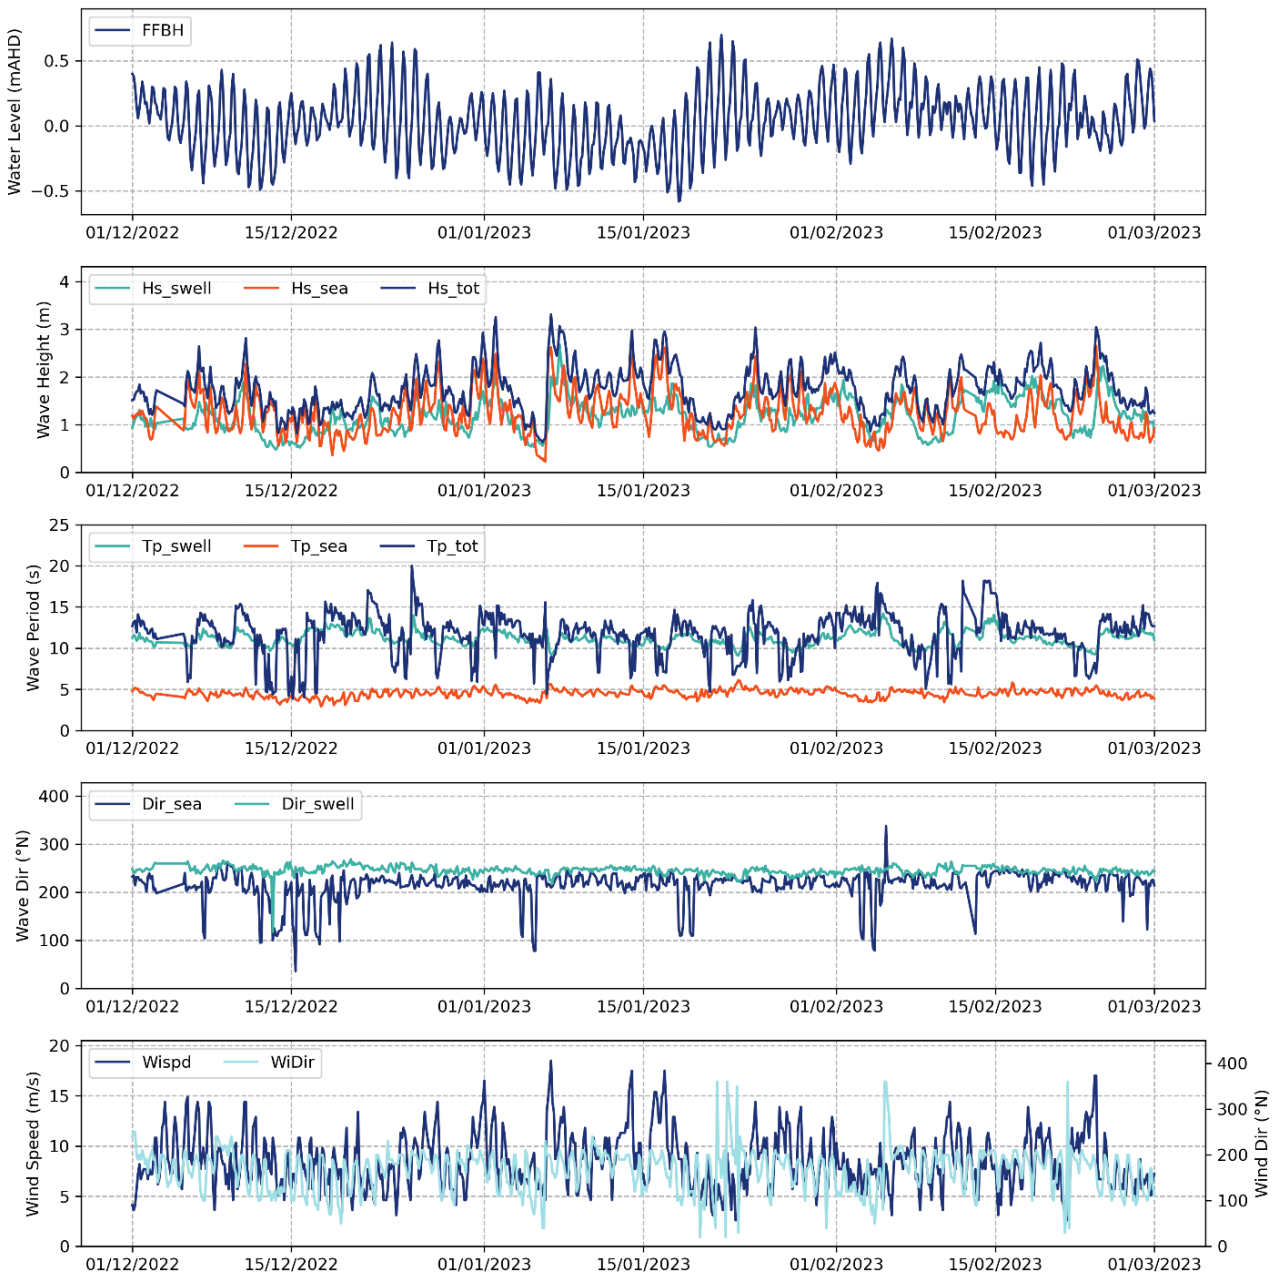 FFBH
Water Level (mAHD)
0.5
0.0
−0.5
01/12/2022 15/12/2022 01/01/2023 15/01/2023 01/02/2023 15/02/2023 01/03/2023
Hs_swell Hs_sea Hs_tot
Wave Height (m)
4
3
2
1
0
01/12/2022 15/12/2022 01/01/2023 15/01/2023 01/02/2023 15/02/2023 01/03/2023
Tp_swell Tp_sea Tp_tot
Wave Period (s)
25
20
15
10
5
0
01/12/2022 15/12/2022 01/01/2023 15/01/2023 01/02/2023 15/02/2023 01/03/2023
Dir_sea Dir_swell
Wave Dir (°N)
400
300
200
100
0
01/12/2022 15/12/2022 01/01/2023 15/01/2023 01/02/2023 15/02/2023 01/03/2023
Wispd WiDir
Wind Speed (m/s)
20
15
10
5
0
400
300
200
100
0
Wind Dir (°N)
01/12/2022 15/12/2022 01/01/2023 15/01/2023 01/02/2023 15/02/2023 01/03/2023